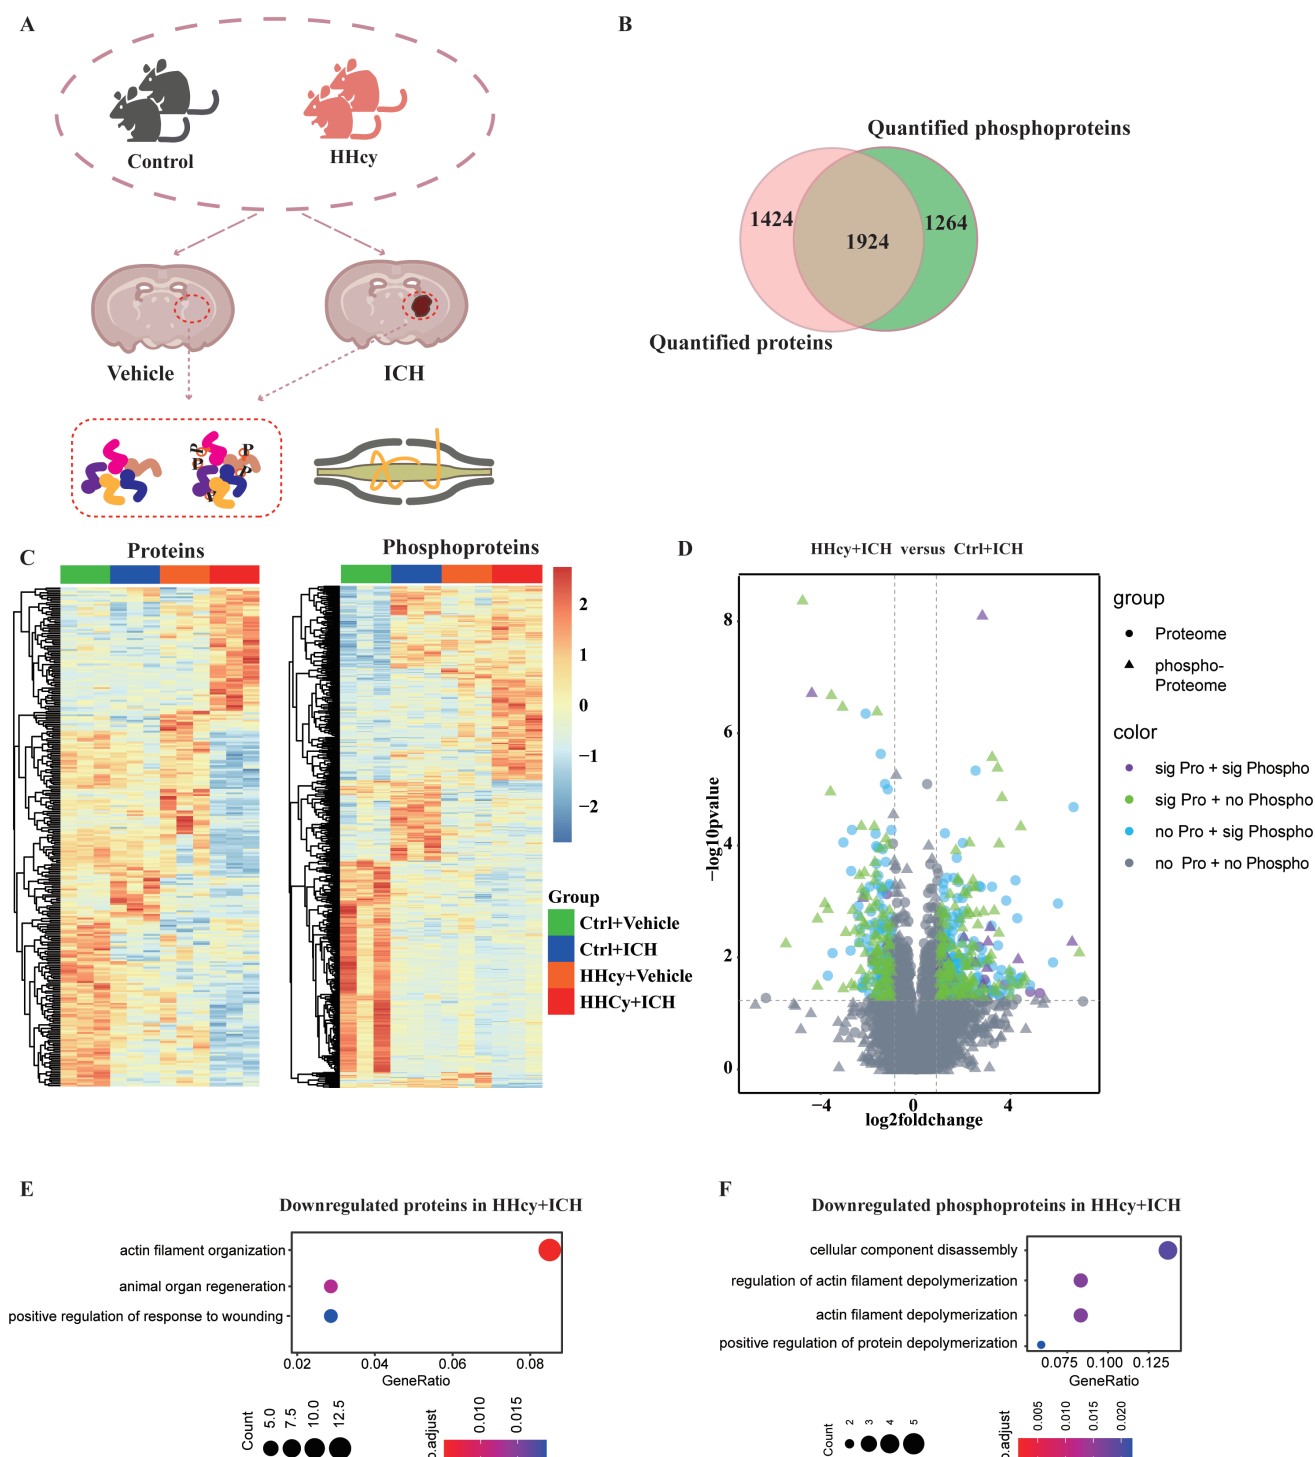 A
Control
HHcy
Vehicle
ICH
P
P
P
P
P
B
Quantified phosphoproteins
1424
1924
1264
Quantified proteins
C
Proteins
Phosphoproteins
2
1
0
−1
−2
Group
Ctrl+Vehicle
Ctrl+ICH
HHcy+Vehicle
HHCy+ICH
D
HHcy+ICH versus Ctrl+ICH
−log10pvalue
8
6
4
2
0
−4
0
4
log2foldchange
group
Proteome
phospho-
Proteome
color
sig Pro + sig Phospho
sig Pro + no Phospho
no Pro + sig Phospho
no Pro + no Phospho
E
Downregulated proteins in HHcy+ICH
actin filament organization
animal organ regeneration
positive regulation of response to wounding
0.02
0.04
0.06
0.08
GeneRatio
Count
5.0
7.5
10.0
12.5
p.adjust
0.010
0.015
F
Downregulated phosphoproteins in HHcy+ICH
cellular component disassembly
regulation of actin filament depolymerization
actin filament depolymerization
positive regulation of protein depolymerization
0.075
0.100
0.125
GeneRatio
Count
2
3
4
5
p.adjust
0.005
0.010
0.015
0.020